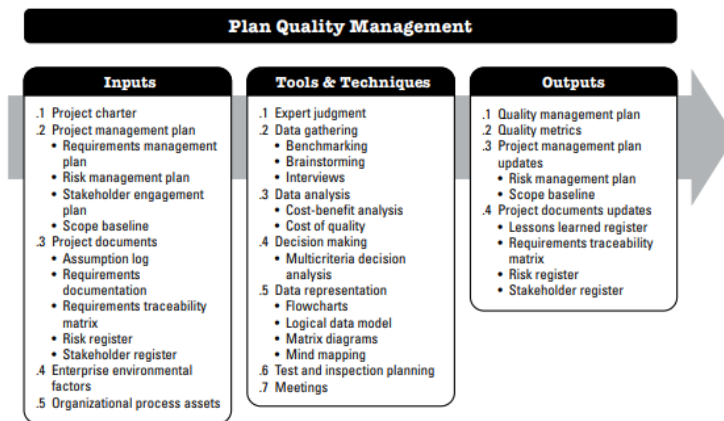 Plan Quality Management
Inputs
.1 Project charter
.2 Project management plan
• Requirements management
plan
• Risk management plan
• Stakeholder engagement
plan
• Scope baseline
.3 Project documents
• Assumption log
• Requirements
documentation
• Requirements traceability
matrix
• Risk register
• Stakeholder register
.4 Enterprise environmental
factors
.5 Organizational process assets
Tools & Techniques
.1 Expert judgment
.2 Data gathering
• Benchmarking
• Brainstorming
• Interviews
.3 Data analysis
• Cost-benefit analysis
• Cost of quality
.4 Decision making
• Multicriteria decision
analysis
.5 Data representation
• Flowcharts
• Logical data model
• Matrix diagrams
• Mind mapping
.6 Test and inspection planning
.7 Meetings
Outputs
.1 Quality management plan
.2 Quality metrics
.3 Project management plan
updates
• Risk management plan
• Scope baseline
.4 Project documents updates
• Lessons learned register
• Requirements traceability
matrix
• Risk register
• Stakeholder register